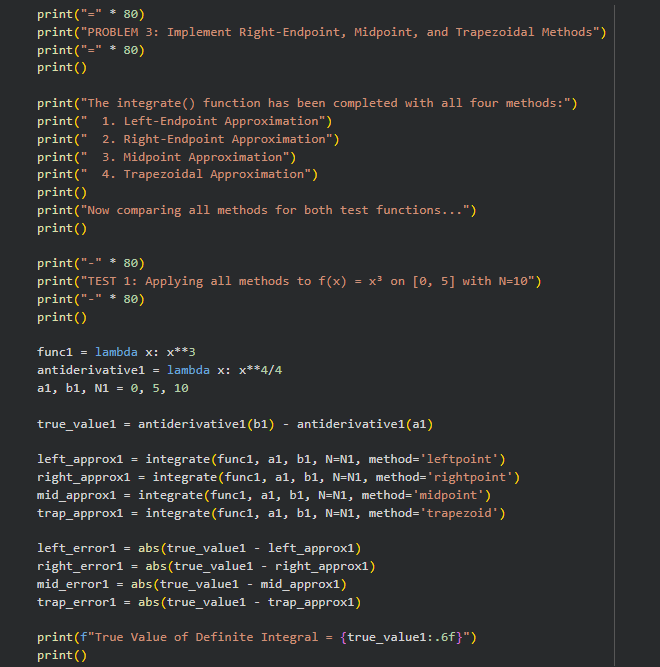 print("=" * 80)
print("PROBLEM 3: Implement Right-Endpoint, Midpoint, and Trapezoidal Methods")
print("=" * 80)
print()
print("The integrate() function has been completed with all four methods:")
print("  1. Left-Endpoint Approximation")
print("  2. Right-Endpoint Approximation")
print("  3. Midpoint Approximation")
print("  4. Trapezoidal Approximation")
print()
print("Now comparing all methods for both test functions...")
print()
print("-" * 80)
print("TEST 1: Applying all methods to f(x) = x³ on [0, 5] with N=10")
print("-" * 80)
print()
func1 = lambda x: x**3
antiderivative1 = lambda x: x**4/4
a1, b1, N1 = 0, 5, 10
true_value1 = antiderivative1(b1) - antiderivative1(a1)
left_approx1 = integrate(func1, a1, b1, N=N1, method='leftpoint')
right_approx1 = integrate(func1, a1, b1, N=N1, method='rightpoint')
mid_approx1 = integrate(func1, a1, b1, N=N1, method='midpoint')
trap_approx1 = integrate(func1, a1, b1, N=N1, method='trapezoid')
left_error1 = abs(true_value1 - left_approx1)
right_error1 = abs(true_value1 - right_approx1)
mid_error1 = abs(true_value1 - mid_approx1)
trap_error1 = abs(true_value1 - trap_approx1)
print(f"True Value of Definite Integral = {true_value1:.6f}")
print()